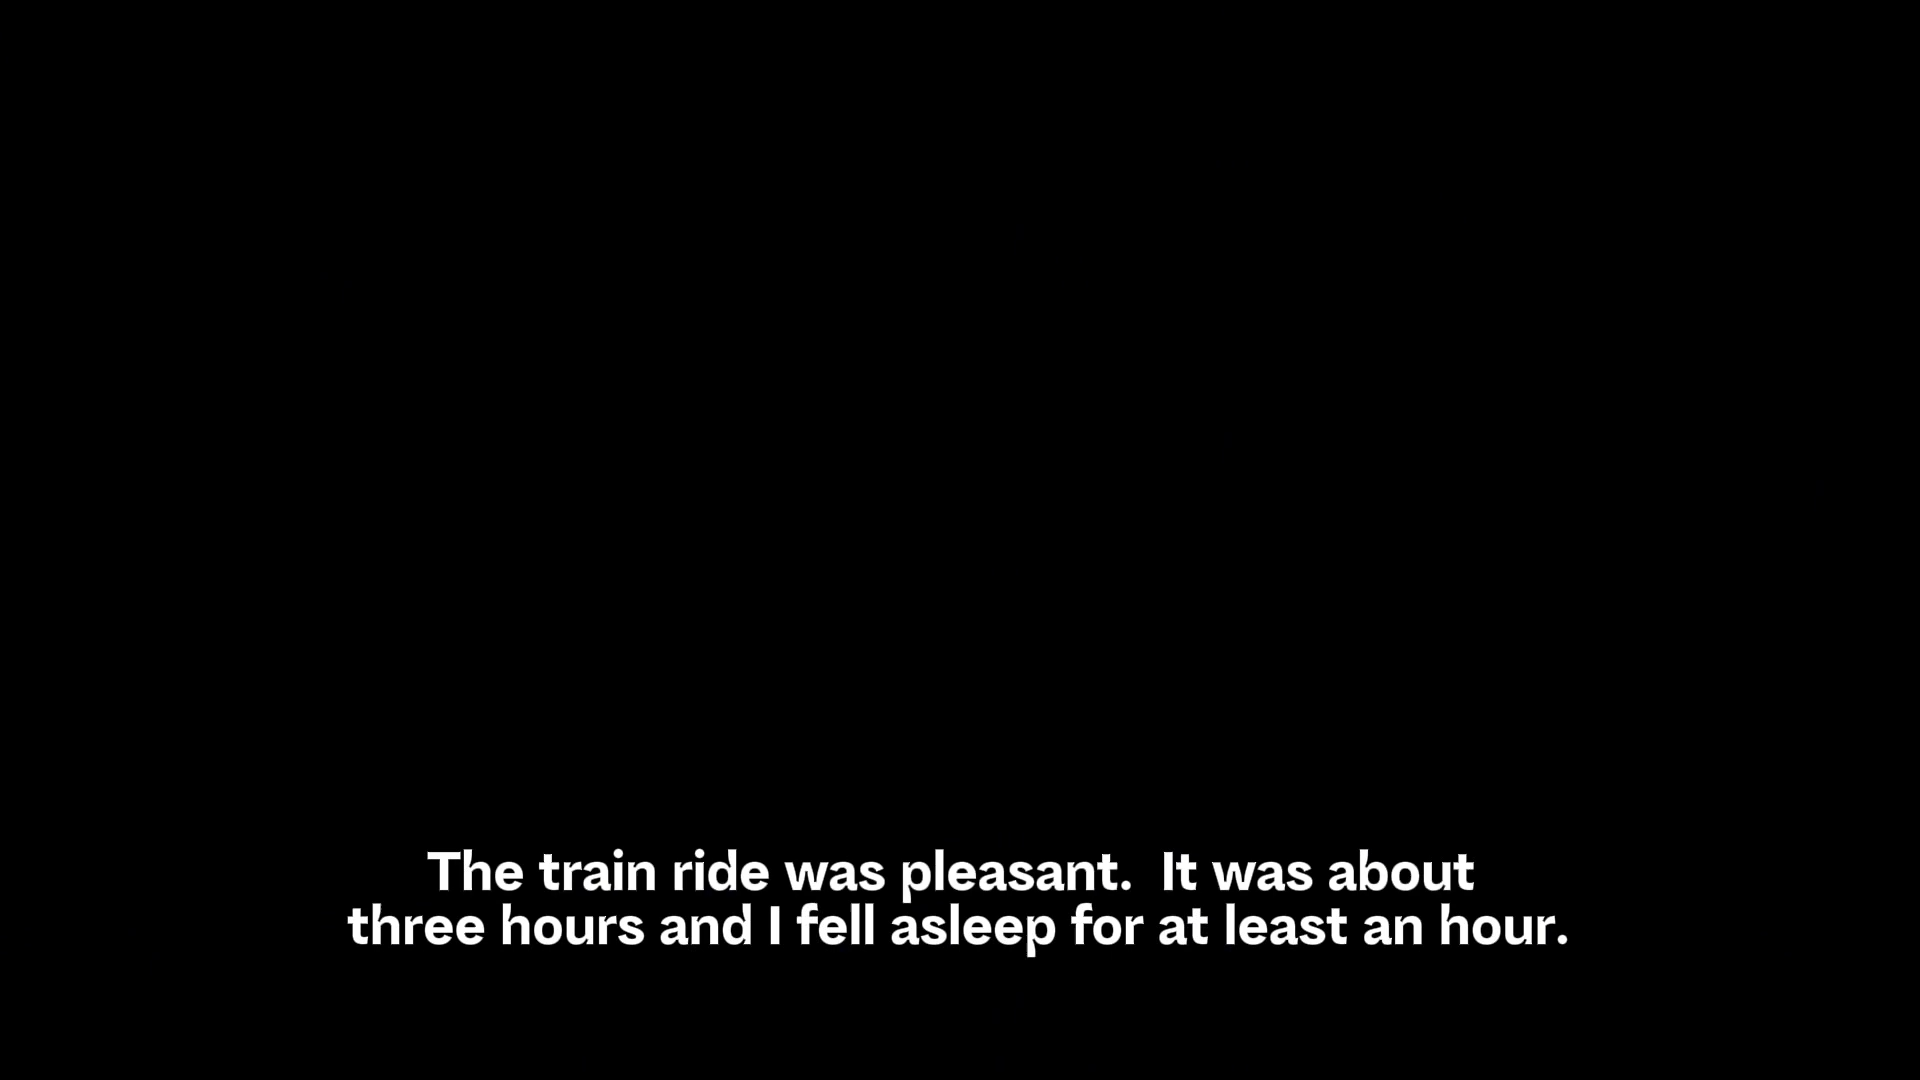 The train ride was pleasant.  It was about
three hours and I fell asleep for at least an hour.